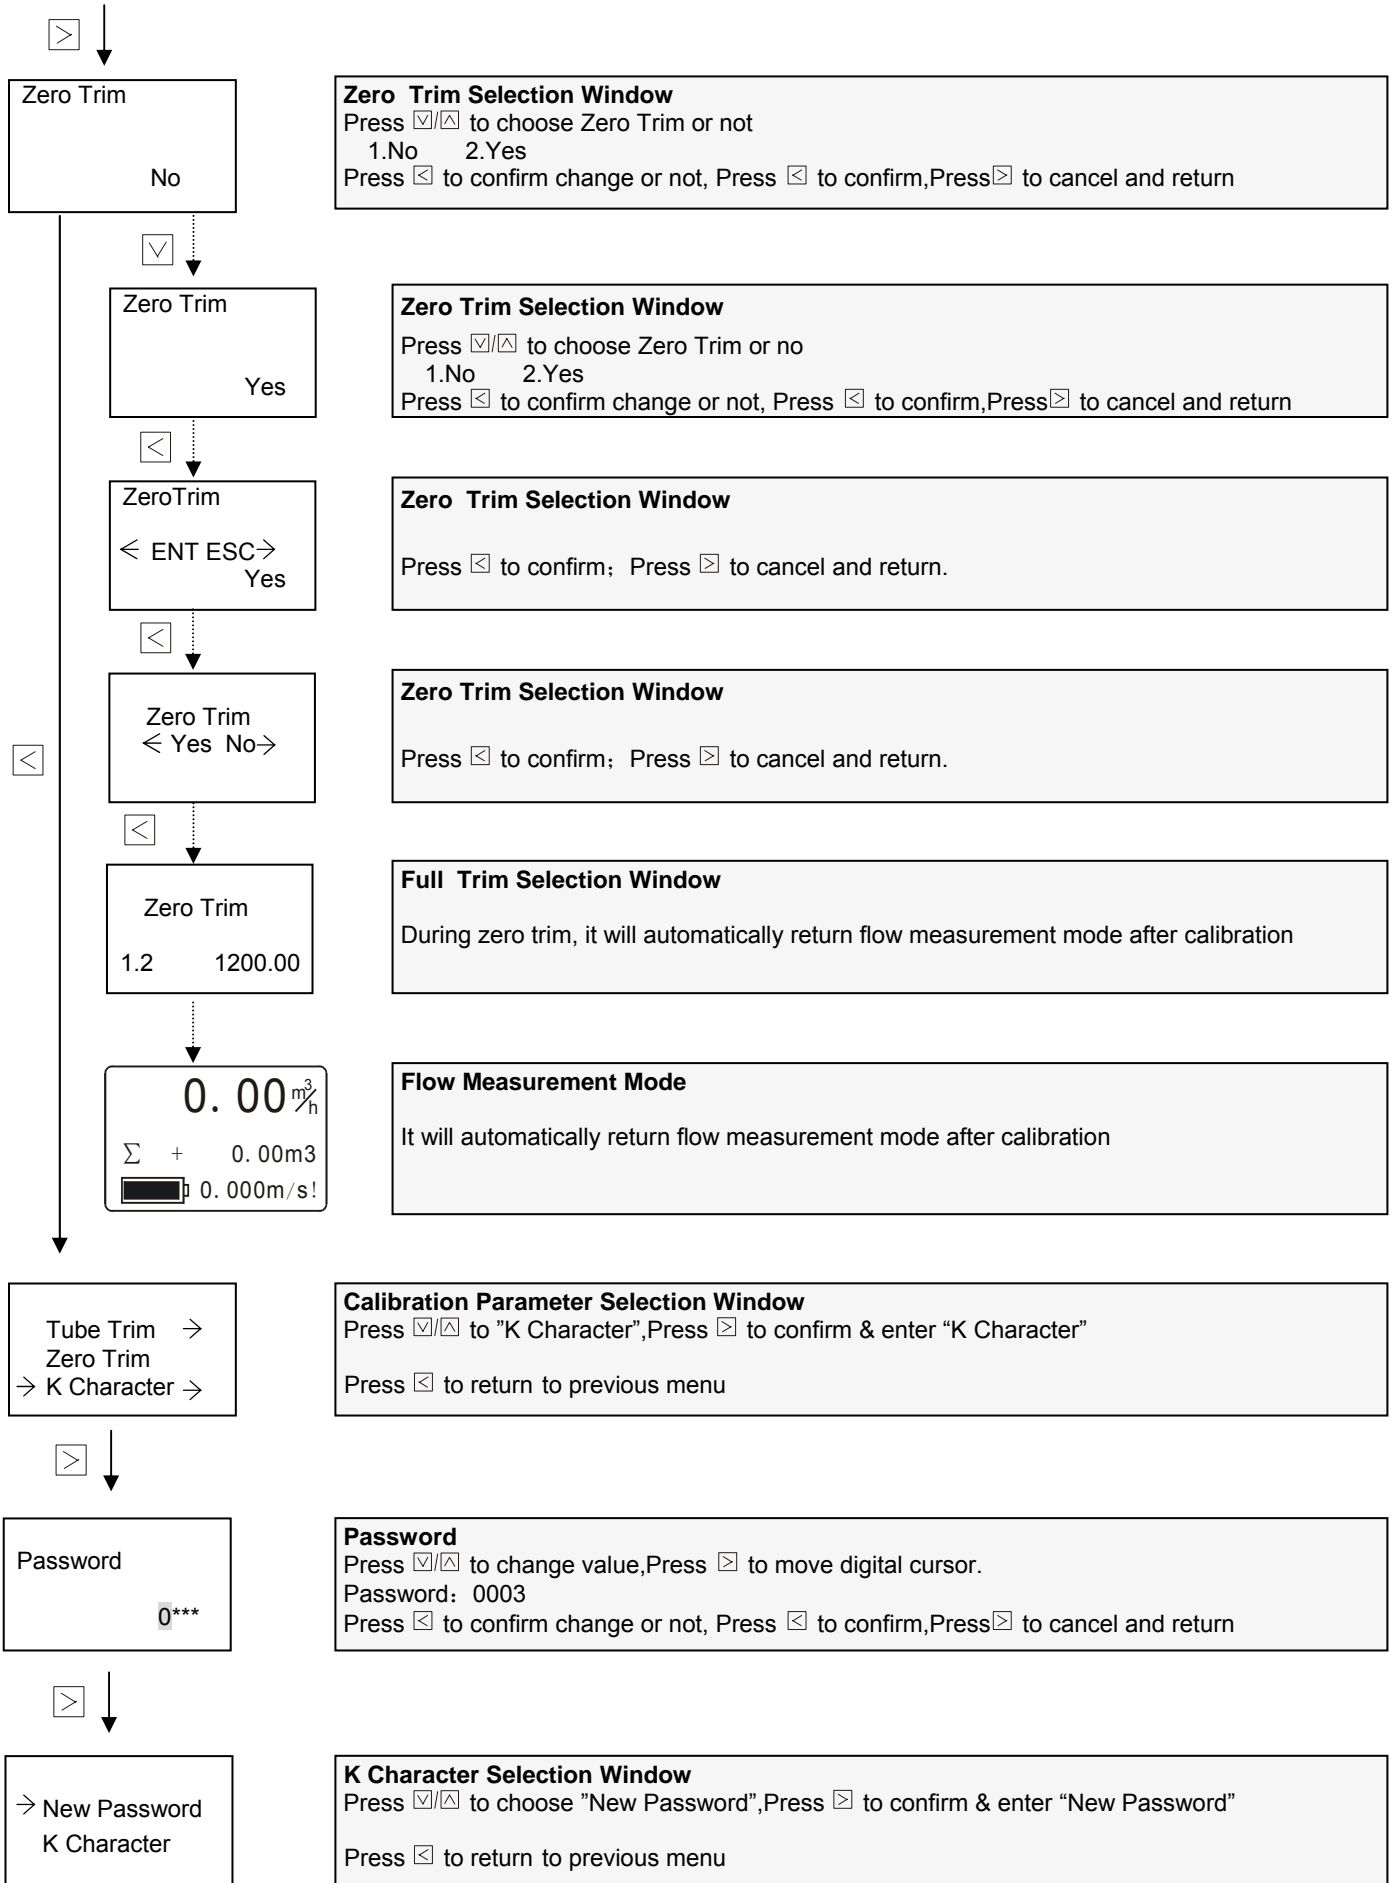 >
Zero Trim
No
Zero  Trim Selection Window
Press ∨/∧ to choose Zero Trim or not
1.No 2.Yes
Press < to confirm change or not, Press < to confirm,Press> to cancel and return
∨
Zero Trim
Yes
Zero Trim Selection Window
Press ∨/∧ to choose Zero Trim or no
1.No 2.Yes
Press < to confirm change or not, Press < to confirm,Press> to cancel and return
<
ZeroTrim
← ENT ESC→
Yes
Zero  Trim Selection Window
Press < to confirm；Press > to cancel and return.
<
Zero Trim
← Yes No→
Zero Trim Selection Window
Press < to confirm；Press > to cancel and return.
<
<
Zero Trim
1.2 1200.00
Full  Trim Selection Window
During zero trim, it will automatically return flow measurement mode after calibration
0. 00 m³/h
∑ + 0. 00m3
0. 000m/s!
Flow Measurement Mode
It will automatically return flow measurement mode after calibration
Tube Trim →
Zero Trim
→ K Character →
Calibration Parameter Selection Window
Press ∨/∧ to ”K Character”,Press > to confirm & enter “K Character”
Press < to return to previous menu
>
Password
0***
Password
Press ∨/∧ to change value,Press > to move digital cursor.
Password：0003
Press < to confirm change or not, Press < to confirm,Press> to cancel and return
>
→ New Password
K Character
K Character Selection Window
Press ∨/∧ to choose ”New Password”,Press > to confirm & enter “New Password”
Press < to return to previous menu